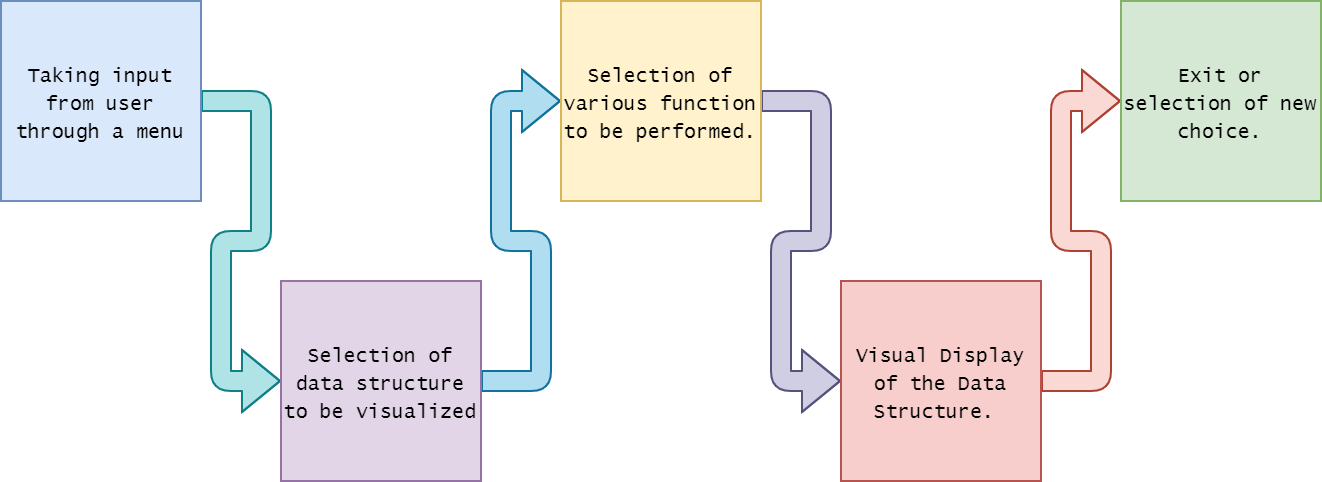 Taking input
from user
through a menu
Selection of
data structure
to be visualized
Selection of
various function
to be performed.
Visual Display
of the Data
Structure.
Exit or
selection of new
choice.